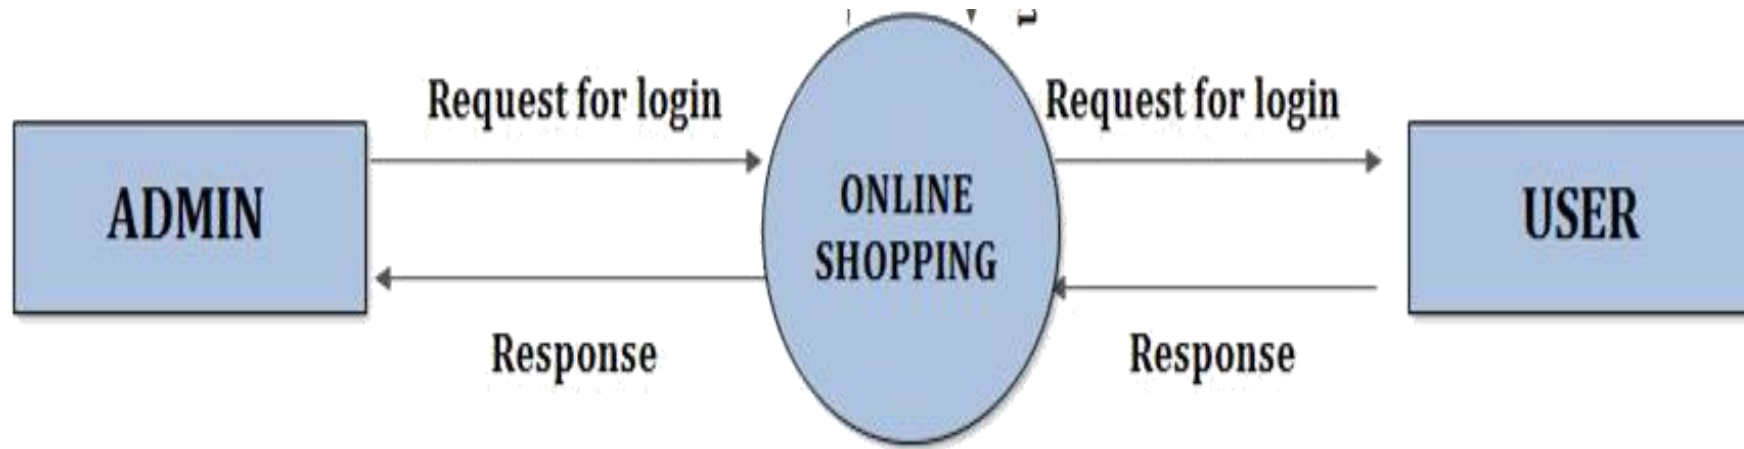 Request for login
Request for login
ADMIN
ONLINE
SHOPPING
USER
Response
Response